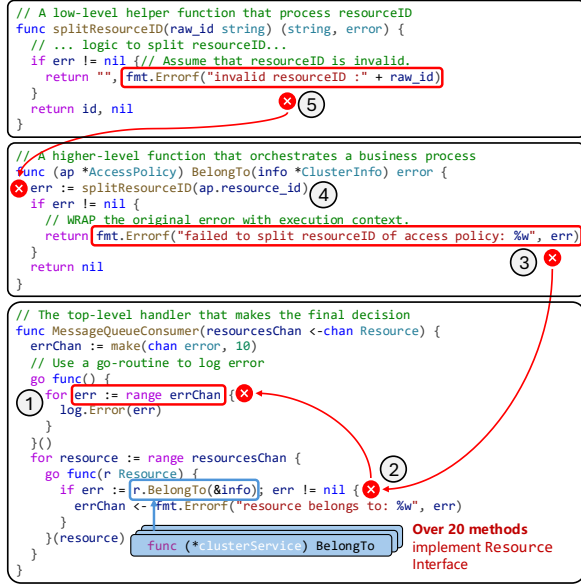 // A low-level helper function that process resourceID
func splitResourceID(raw_id string) (string, error) {
// ... logic to split resourceID...
if err != nil {// Assume that resourceID is invalid.
return "", fmt.Errorf("invalid resourceID :" + raw_id)
}
5
return id, nil
}
// A higher-level function that orchestrates a business process
func (ap *AccessPolicy) BelongTo(info *ClusterInfo) error {
err := splitResourceID(ap.resource_id)
4
if err != nil {
// WRAP the original error with execution context.
return fmt.Errorf("failed to split resourceID of access policy: %w", err)
}
3
return nil
}
// The top-level handler that makes the final decision
func MessageQueueConsumer(resourcesChan <-chan Resource) {
errChan := make(chan error, 10)
// Use a go-routine to log error
go func() {
1
for err := range errChan {
log.Error(err)
}
}()
2
for resource := range resourcesChan {
go func(r Resource) {
if err := r.BelongTo(&info); err != nil {
errChan <- fmt.Errorf("resource belongs to: %w", err)
}
}(resource)
func (*clusterService) BelongTo
Over 20 methods
implement Resource
Interface
}
}